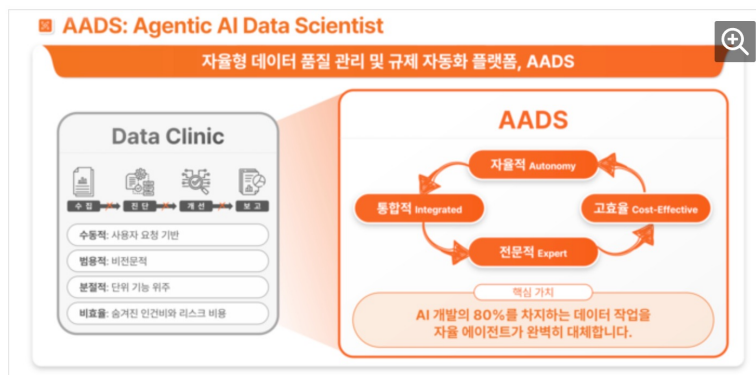 AADS: Agentic AI Data Scientist
자율형 데이터 품질 관리 및 규제 자동화 플랫폼, AADS
Data Clinic
수집
진단
개선
보고
수동적: 사용자 요청 기반
범용적: 비전문적
분절적: 단위 기능 위주
비효율: 숨겨진 인건비와 리스크 비용
AADS
자율적 Autonomy
통합적 Integrated
고효율 Cost-Effective
전문적 Expert
핵심 가치
AI 개발의 80%를 차지하는 데이터 작업을
자율 에이전트가 완벽히 대체합니다.